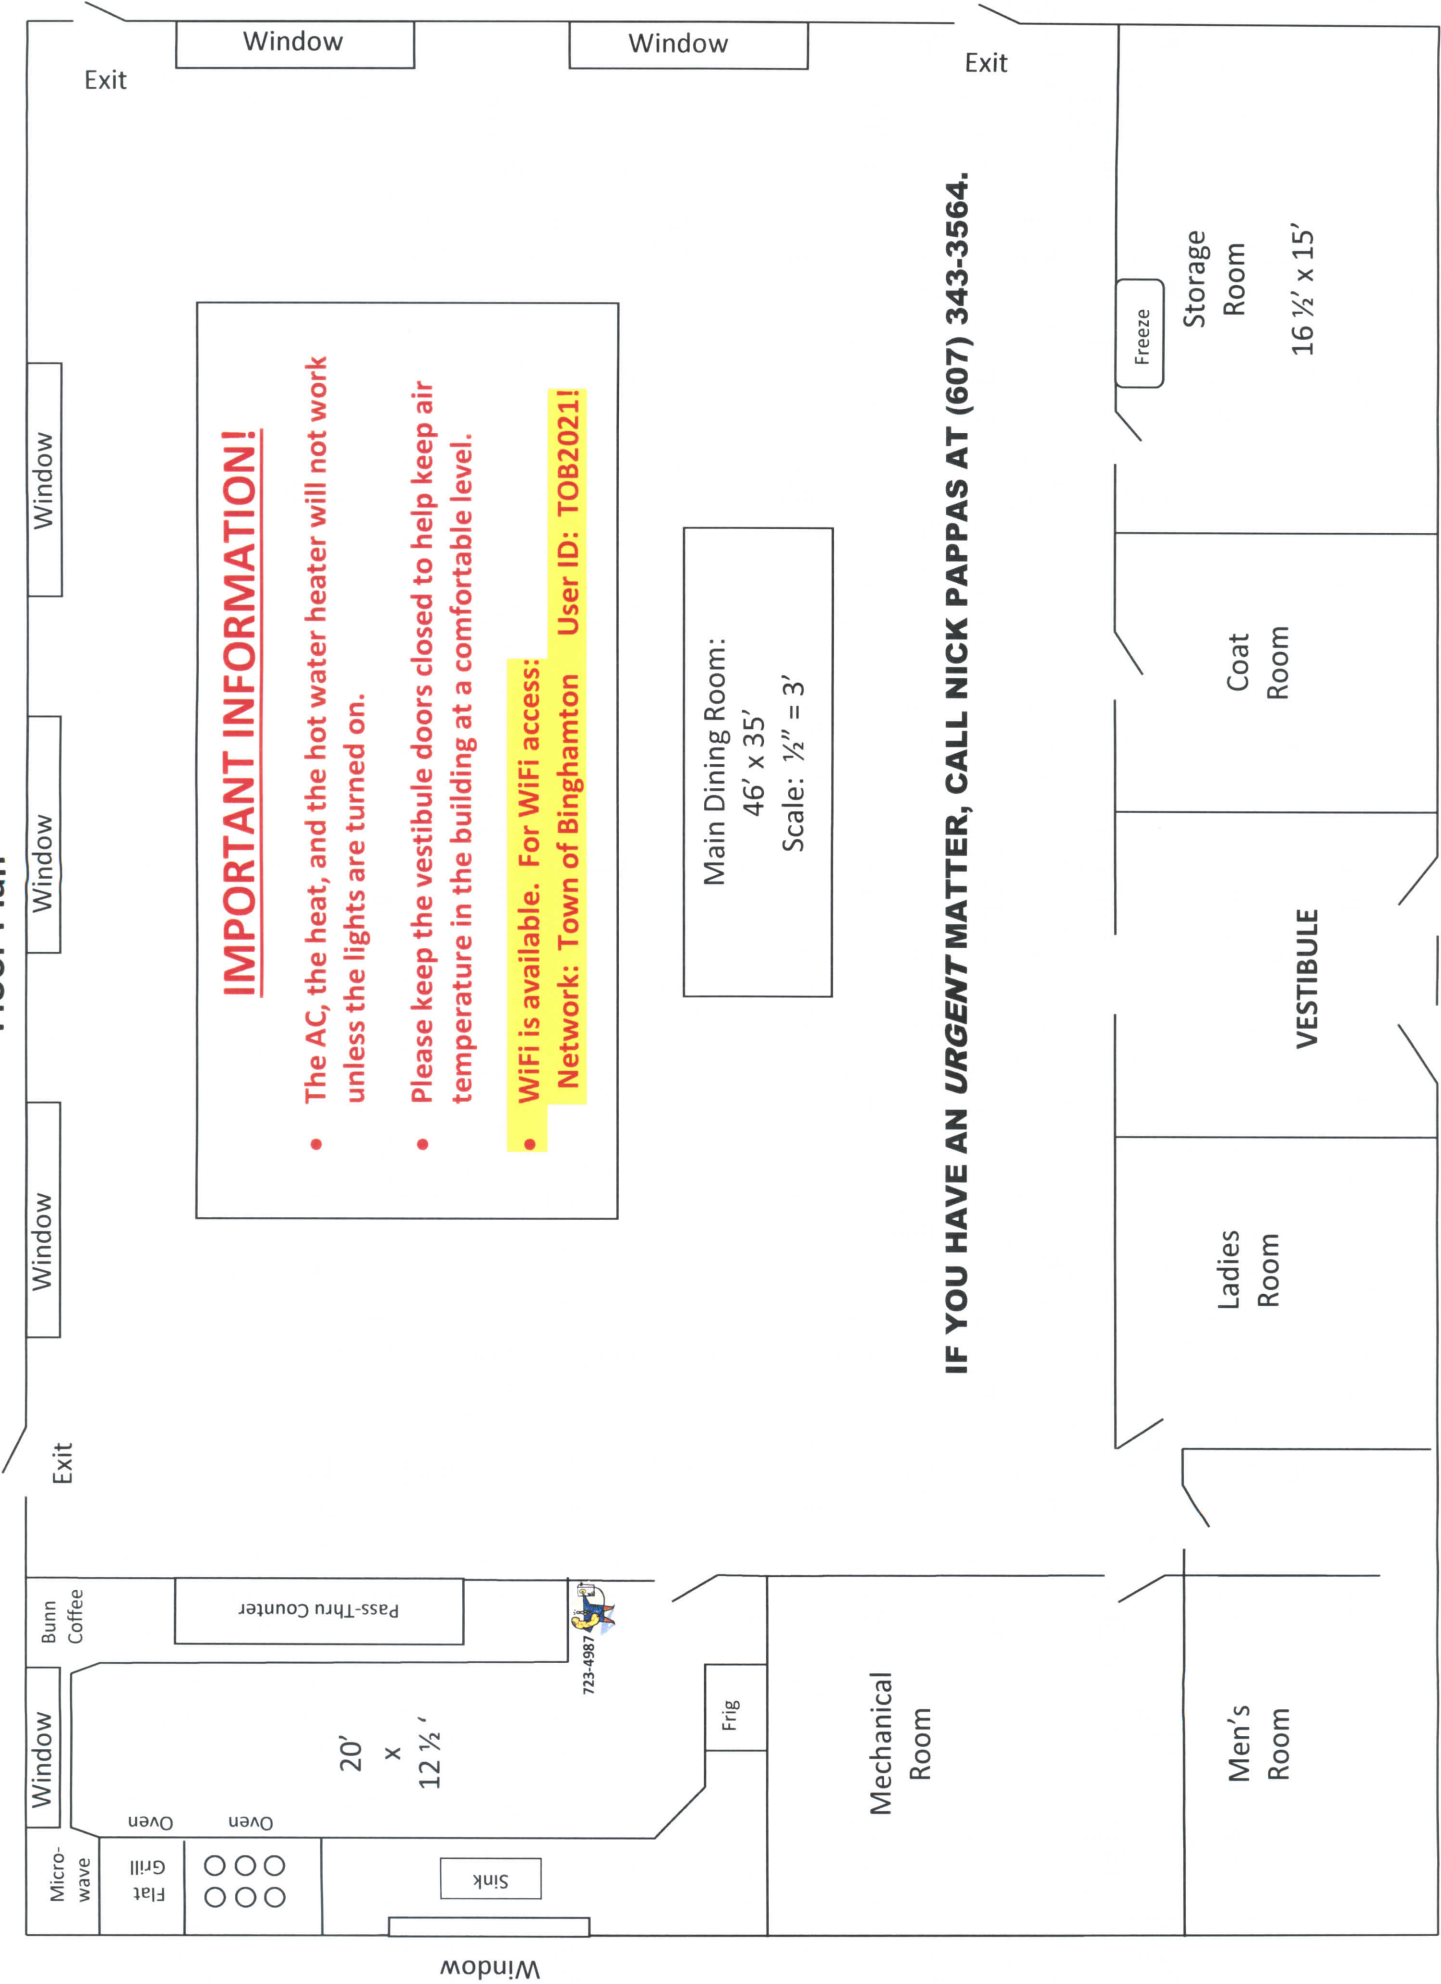 Window
Window
Window
Window
Exit
Bunn
Coffee
Micro-
wave
Flat
Grill
Oven
Oven
Pass-Thru Counter
20’
x
12 ½ ‘
Sink
Window
723-4987
Frig
Exit
Window
Window
Exit
IMPORTANT INFORMATION!
• The AC, the heat, and the hot water heater will not work
unless the lights are turned on.
• Please keep the vestibule doors closed to help keep air
temperature in the building at a comfortable level.
• WiFi is available. For WiFi access:
Network: Town of Binghamton User ID: TOB2021!
Main Dining Room:
46’ x 35’
Scale: ½” = 3’
IF YOU HAVE AN URGENT MATTER, CALL NICK PAPPAS AT (607) 343-3564.
Mechanical
Room
Men’s
Room
Ladies
Room
VESTIBULE
Coat
Room
Freeze
Storage
Room
16 ½’ x 15’